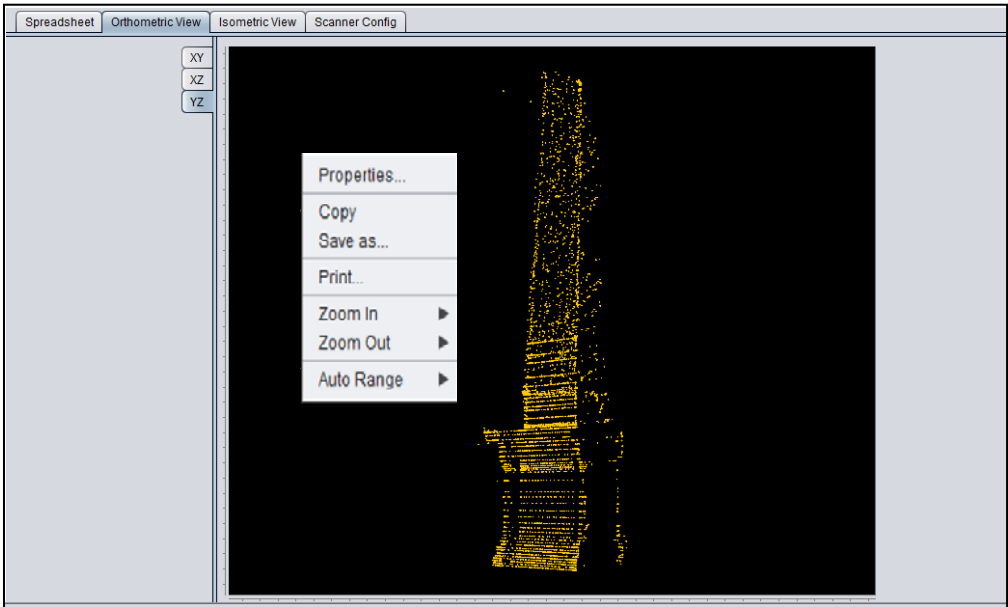 Spreadsheet Orthometric View Isometric View Scanner Config
XY
XZ
YZ
Properties...
Copy
Save as...
Print...
Zoom In
Zoom Out
Auto Range